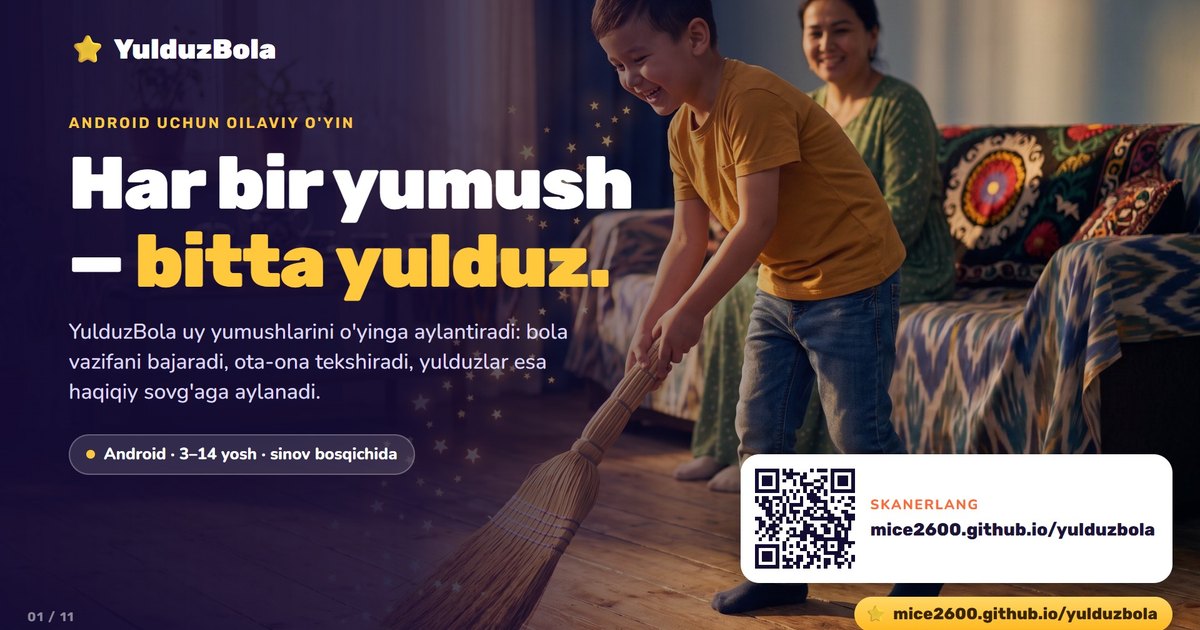 YulduzBola
ANDROID UCHUN OILAVIY O'YIN
Har bir yumush
— bitta yulduz.
YulduzBola uy yumushlarini o'yinga aylantiradi: bola
vazifani bajaradi, ota-ona tekshiradi, yulduzlar esa
haqiqiy sovg'aga aylanadi.
Android · 3–14 yosh · sinov bosqichida
SKANERLANG
mice2600.github.io/yulduzbola
01 / 11
mice2600.github.io/yulduzbola